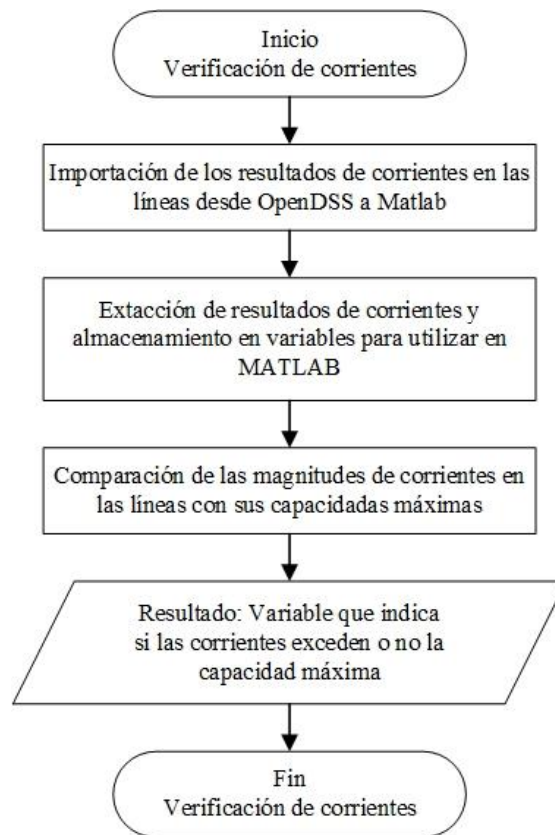 Inicio
Verificación de corrientes
Importación de los resultados de corrientes en las
líneas desde OpenDSS a Matlab
Extacción de resultados de corrientes y
almacenamiento en variables para utilizar en
MATLAB
Comparación de las magnitudes de corrientes en
las líneas con sus capacidadas máximas
Resultado: Variable que indica
si las corrientes exceden o no la
capacidad máxima
Fin
Verificación de corrientes